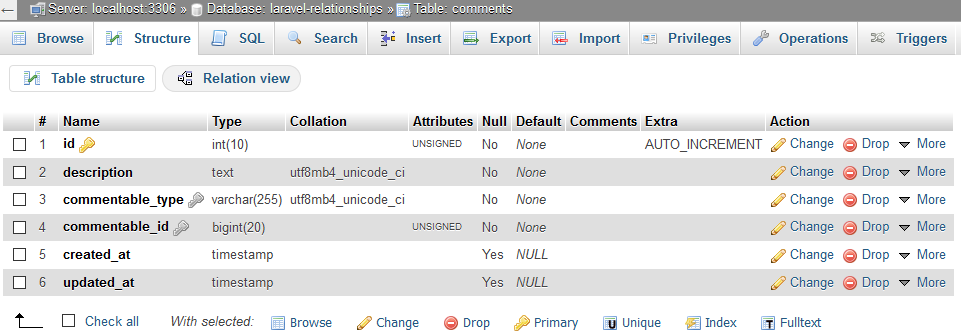 Server: localhost:3306 » Database: laravel-relationships » Table: comments
Browse Structure SQL Search Insert Export Import Privileges Operations Triggers
Table structure Relation view
# Name Type Collation Attributes Null Default Comments Extra Action
1 id int(10) UNSIGNED No None AUTO_INCREMENT Change Drop More
2 description text utf8mb4_unicode_ci No None Change Drop More
3 commentable_type varchar(255) utf8mb4_unicode_ci No None Change Drop More
4 commentable_id bigint(20) UNSIGNED No None Change Drop More
5 created_at timestamp Yes NULL Change Drop More
6 updated_at timestamp Yes NULL Change Drop More
Check all With selected: Browse Change Drop Primary Unique Index Fulltext